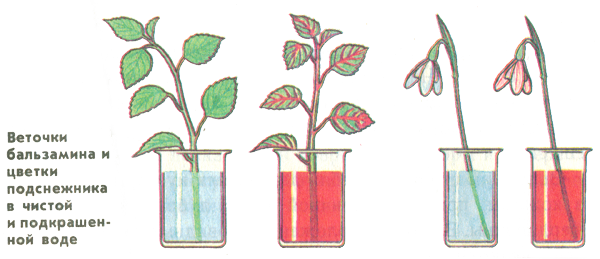 Веточки
бальзамина и
цветки
подснежника
в чистой
и подкрашен-
ной воде